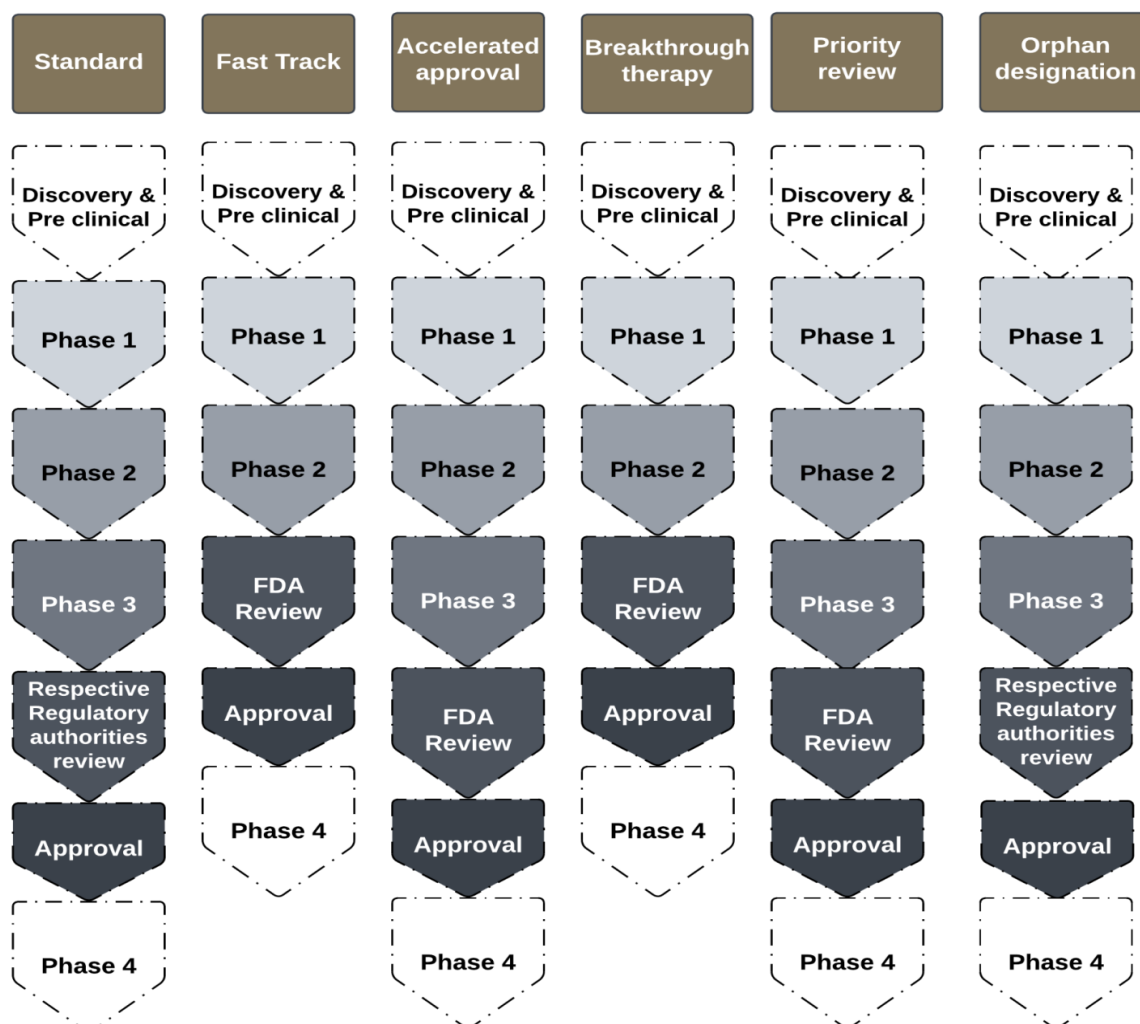 Standard
Fast Track
Accelerated
approval
Breakthrough
therapy
Priority
review
Orphan
designation
Discovery &
Pre clinical
Discovery &
Pre clinical
Discovery &
Pre clinical
Discovery &
Pre clinical
Discovery &
Pre clinical
Discovery &
Pre clinical
Phase 1
Phase 1
Phase 1
Phase 1
Phase 1
Phase 1
Phase 2
Phase 2
Phase 2
Phase 2
Phase 2
Phase 2
Phase 3
FDA
Review
Phase 3
FDA
Review
Phase 3
Phase 3
Respective
Regulatory
authorities
review
Approval
FDA
Review
Approval
FDA
Review
Respective
Regulatory
authorities
review
Approval
Phase 4
Approval
Phase 4
Approval
Approval
Phase 4
Phase 4
Phase 4
Phase 4